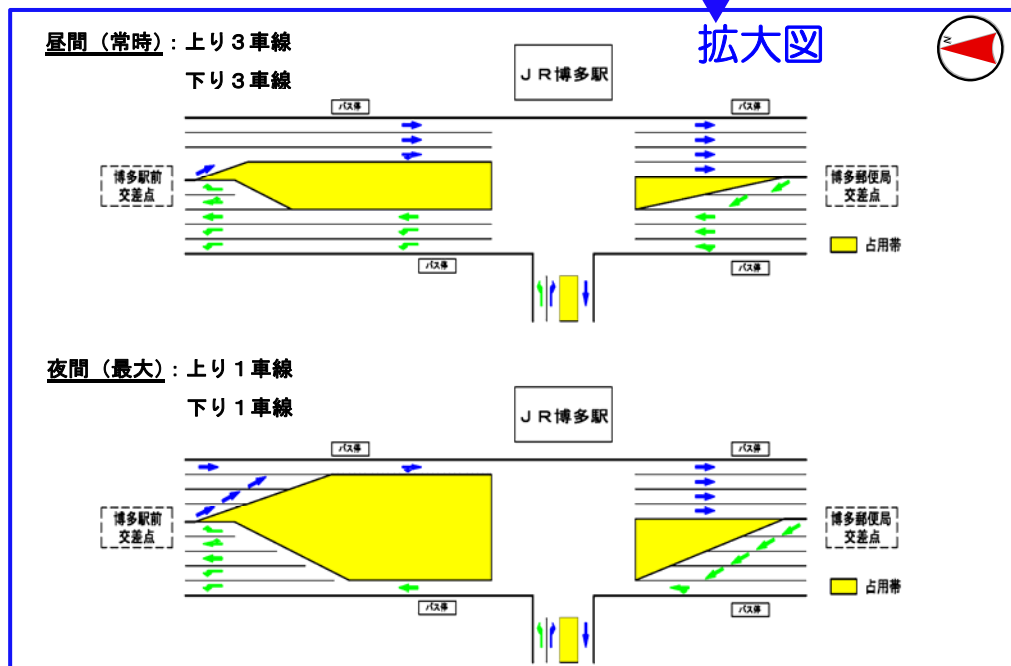 拡大図
N
昼間（常時）：上り３車線
下り３車線
ＪＲ博多駅
バス停
バス停
博多駅前
交差点
博多郵便局
交差点
占用帯
バス停
バス停
夜間（最大）：上り１車線
下り１車線
ＪＲ博多駅
バス停
バス停
博多駅前
交差点
博多郵便局
交差点
占用帯
バス停
バス停